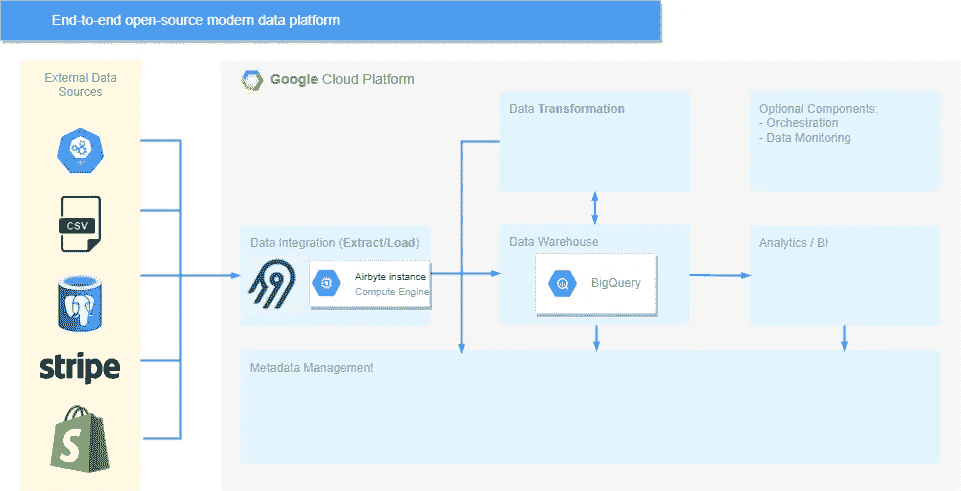 End-to-end open-source modern data platform
External Data
Sources
CSV
stripe
Google Cloud Platform
Data Transformation
Optional Components:
- Orchestration
- Data Monitoring
Data Integration (Extract/Load)
Airbyte instance
Compute Engine
Data Warehouse
BigQuery
Analytics / BI
Metadata Management